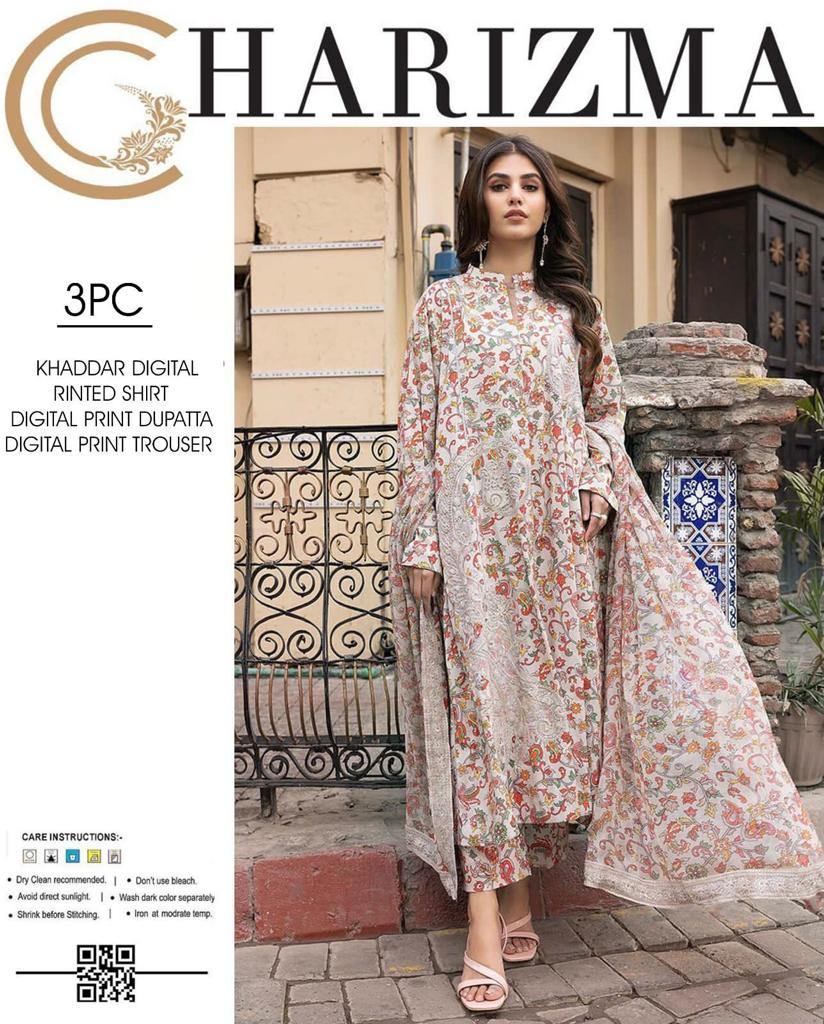 CHARIZMA
3PC
KHADDAR DIGITAL
RINTED SHIRT
DIGITAL PRINT DUPATTA
DIGITAL PRINT TROUSER
CARE INSTRUCTIONS:-
• Dry Clean recommended. | • Don't use bleach.
• Avoid direct sunlight. | • Wash dark color separately
• Shrink before Stitching. | • Iron at modrate temp.